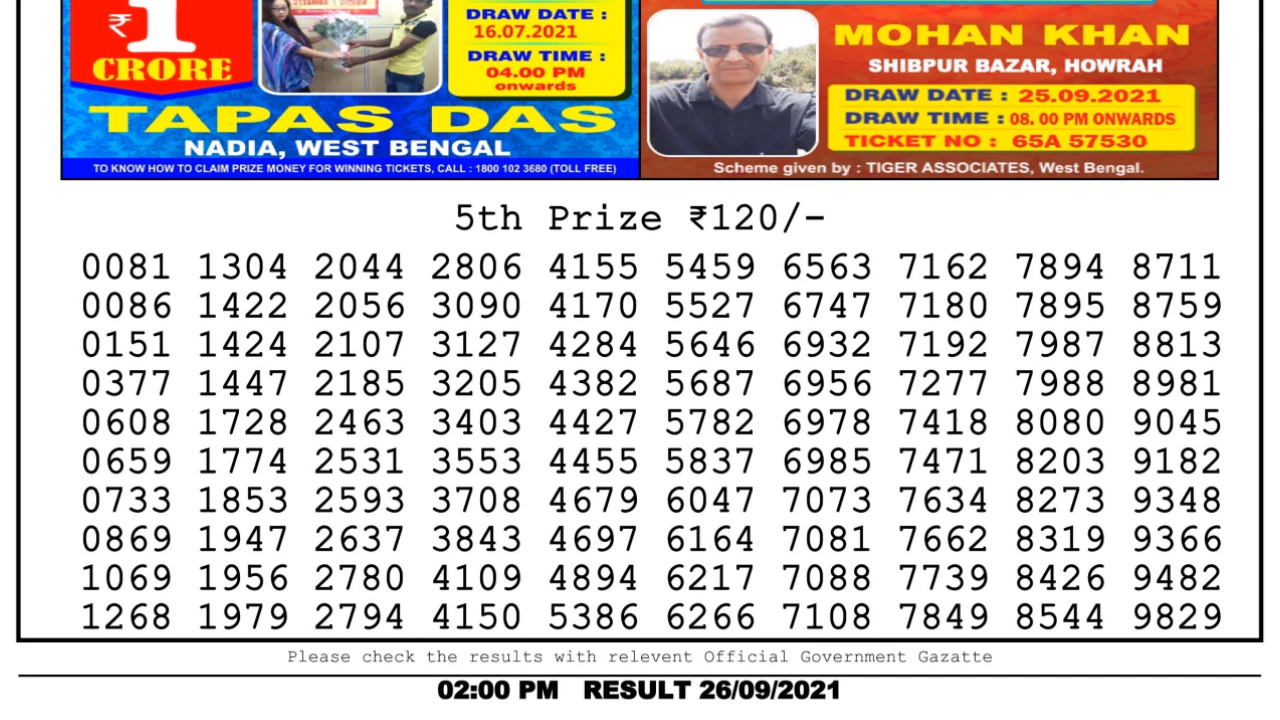 ₹1
CRORE
DRAW DATE :
16.07.2021
DRAW TIME :
04.00 PM
onwards
TAPAS DAS
NADIA, WEST BENGAL
TO KNOW HOW TO CLAIM PRIZE MONEY FOR WINNING TICKETS, CALL : 1800 102 3680 (TOLL FREE)
MOHAN KHAN
SHIBPUR BAZAR, HOWRAH
DRAW DATE : 25.09.2021
DRAW TIME : 08. 00 PM ONWARDS
TICKET NO : 65A 57530
Scheme given by : TIGER ASSOCIATES, West Bengal.
5th Prize ₹120/-
0081 1304 2044 2806 4155 5459 6563 7162 7894 8711
0086 1422 2056 3090 4170 5527 6747 7180 7895 8759
0151 1424 2107 3127 4284 5646 6932 7192 7987 8813
0377 1447 2185 3205 4382 5687 6956 7277 7988 8981
0608 1728 2463 3403 4427 5782 6978 7418 8080 9045
0659 1774 2531 3553 4455 5837 6985 7471 8203 9182
0733 1853 2593 3708 4679 6047 7073 7634 8273 9348
0869 1947 2637 3843 4697 6164 7081 7662 8319 9366
1069 1956 2780 4109 4894 6217 7088 7739 8426 9482
1268 1979 2794 4150 5386 6266 7108 7849 8544 9829
Please check the results with relevent Official Government Gazatte
02:00 PM RESULT 26/09/2021